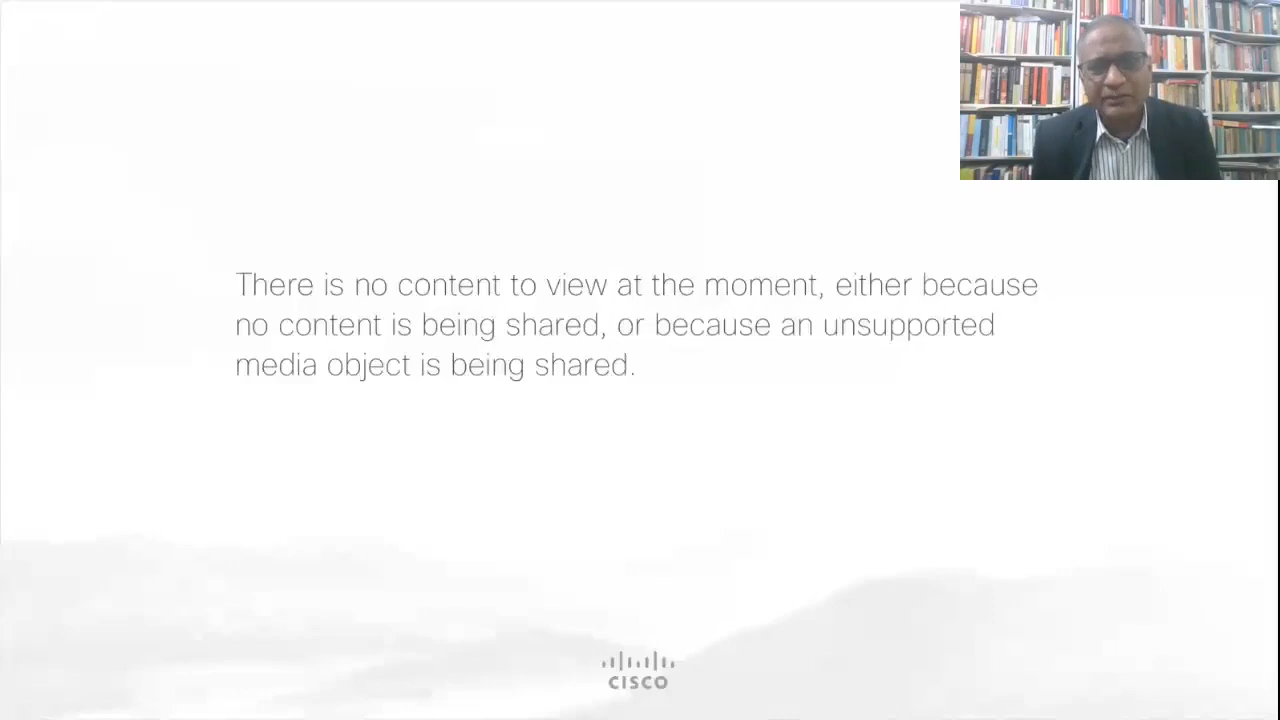 There is no content to view at the moment, either because
no content is being shared, or because an unsupported
media object is being shared.
CISCO